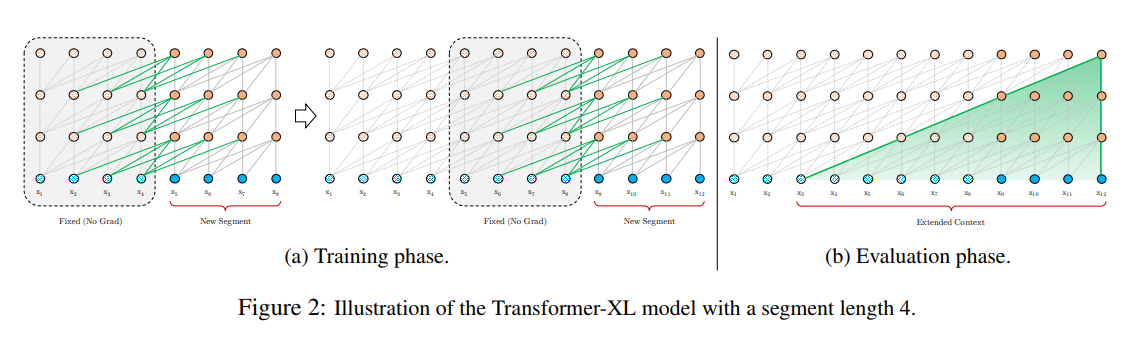 x₁ x₂ x₃ x₄ x₅ x₆ x₇ x₈ x₁ x₂ x₃ x₄ x₅ x₆ x₇ x₈ x₉ x₁₀ x₁₁ x₁₂ x₁ x₂ x₃ x₄ x₅ x₆ x₇ x₈ x₉ x₁₀ x₁₁ x₁₂
Fixed (No Grad) New Segment Fixed (No Grad) New Segment Extended Context
(a) Training phase. (b) Evaluation phase.
Figure 2: Illustration of the Transformer-XL model with a segment length 4.